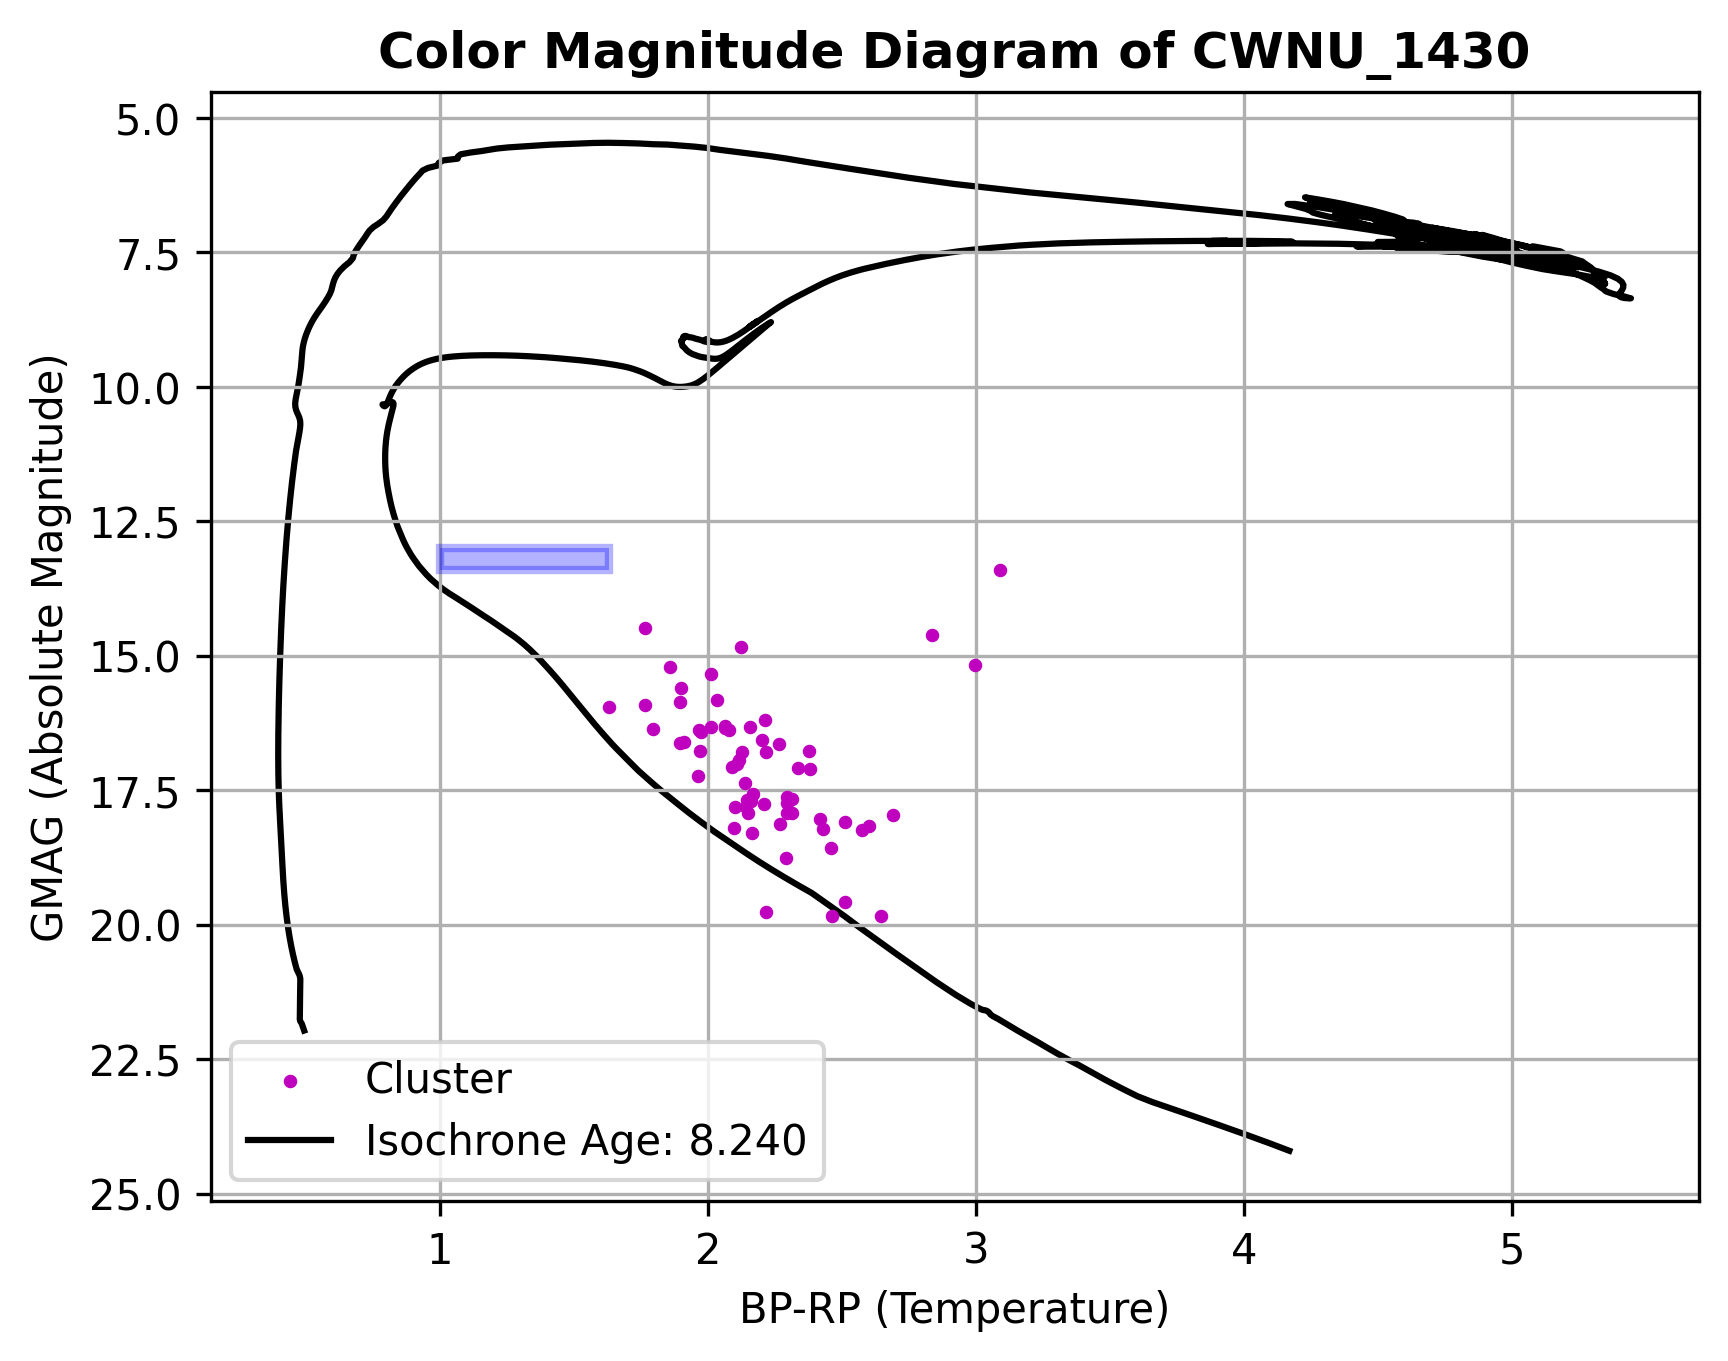 Color Magnitude Diagram of CWNU_1430
GMAG (Absolute Magnitude)
5.0
7.5
10.0
12.5
15.0
17.5
20.0
22.5
25.0
Cluster
Isochrone Age: 8.240
1 2 3 4 5
BP-RP (Temperature)